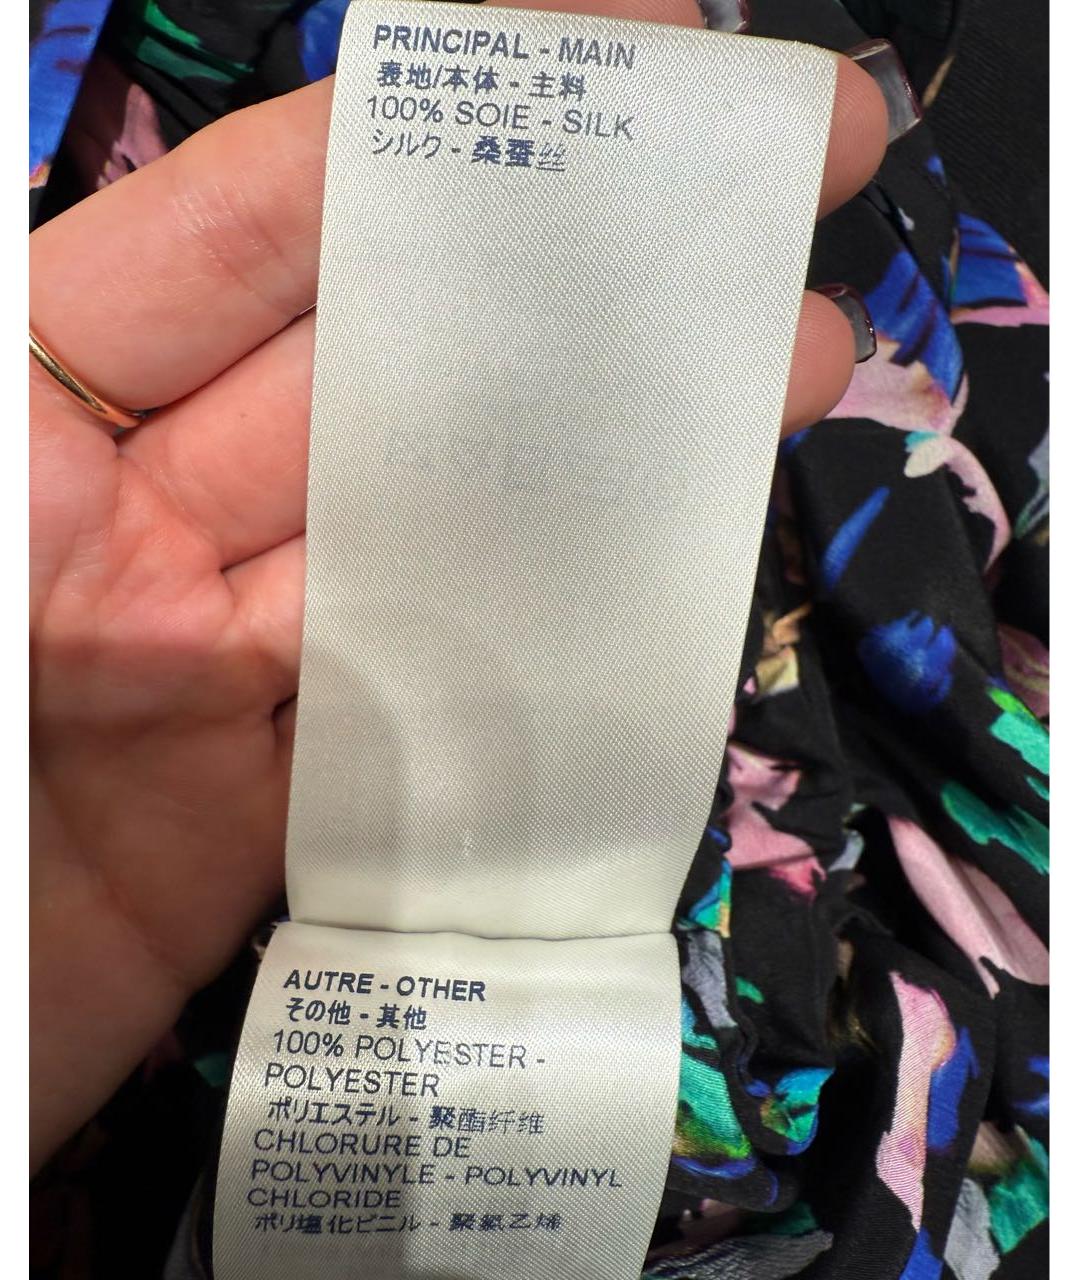 PRINCIPAL - MAIN
表地/本体 - 主料
100% SOIE - SILK
シルク - 桑蚕丝
AUTRE - OTHER
その他 - 其他
100% POLYESTER -
POLYESTER
ポリエステル - 聚酯纤维
CHLORURE DE
POLYVINYLE - POLYVINYL
CHLORIDE
ポリ塩化ビニル - 聚氯乙烯